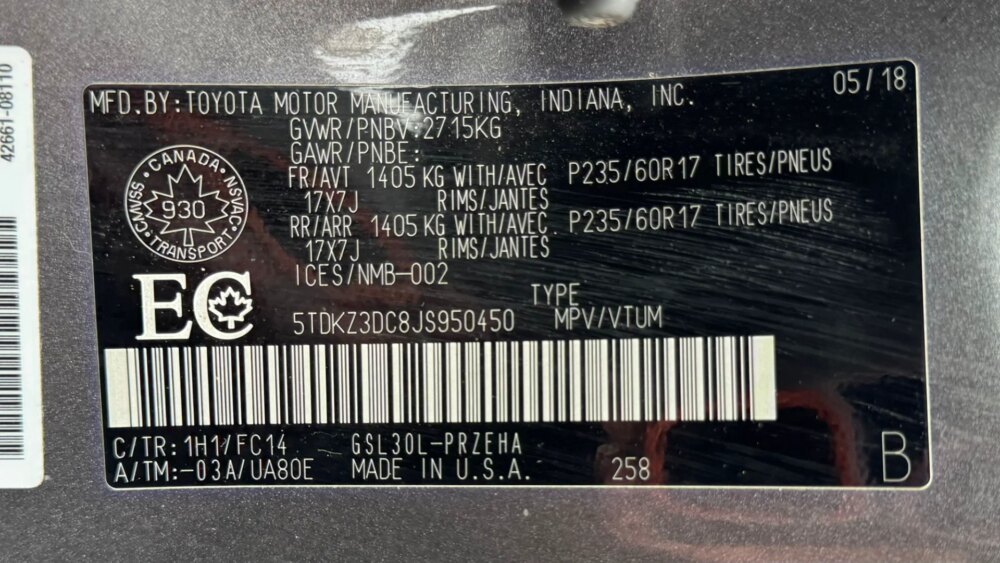 42661-08110
05/18
MFD.BY:TOYOTA MOTOR MANUFACTURING, INDIANA, INC.
GVWR/PNBV:2715KG
GAWR/PNBE:
FR/AVT 1405 KG WITH/AVEC P235/60R17 TIRES/PNEUS
17X7J RIMS/JANTES
RR/ARR 1405 KG WITH/AVEC P235/60R17 TIRES/PNEUS
17X7J RIMS/JANTES
ICES/NMB-002
CANADA
CMVSS NSVAC
930
TRANSPORT
EC
TYPE
5TDKZ3DC8JS950450 MPV/VTUM
C/TR: 1H1/FC14 GSL30L-PRZEHA
A/TM:-03A/UA80E MADE IN U.S.A. 258 B